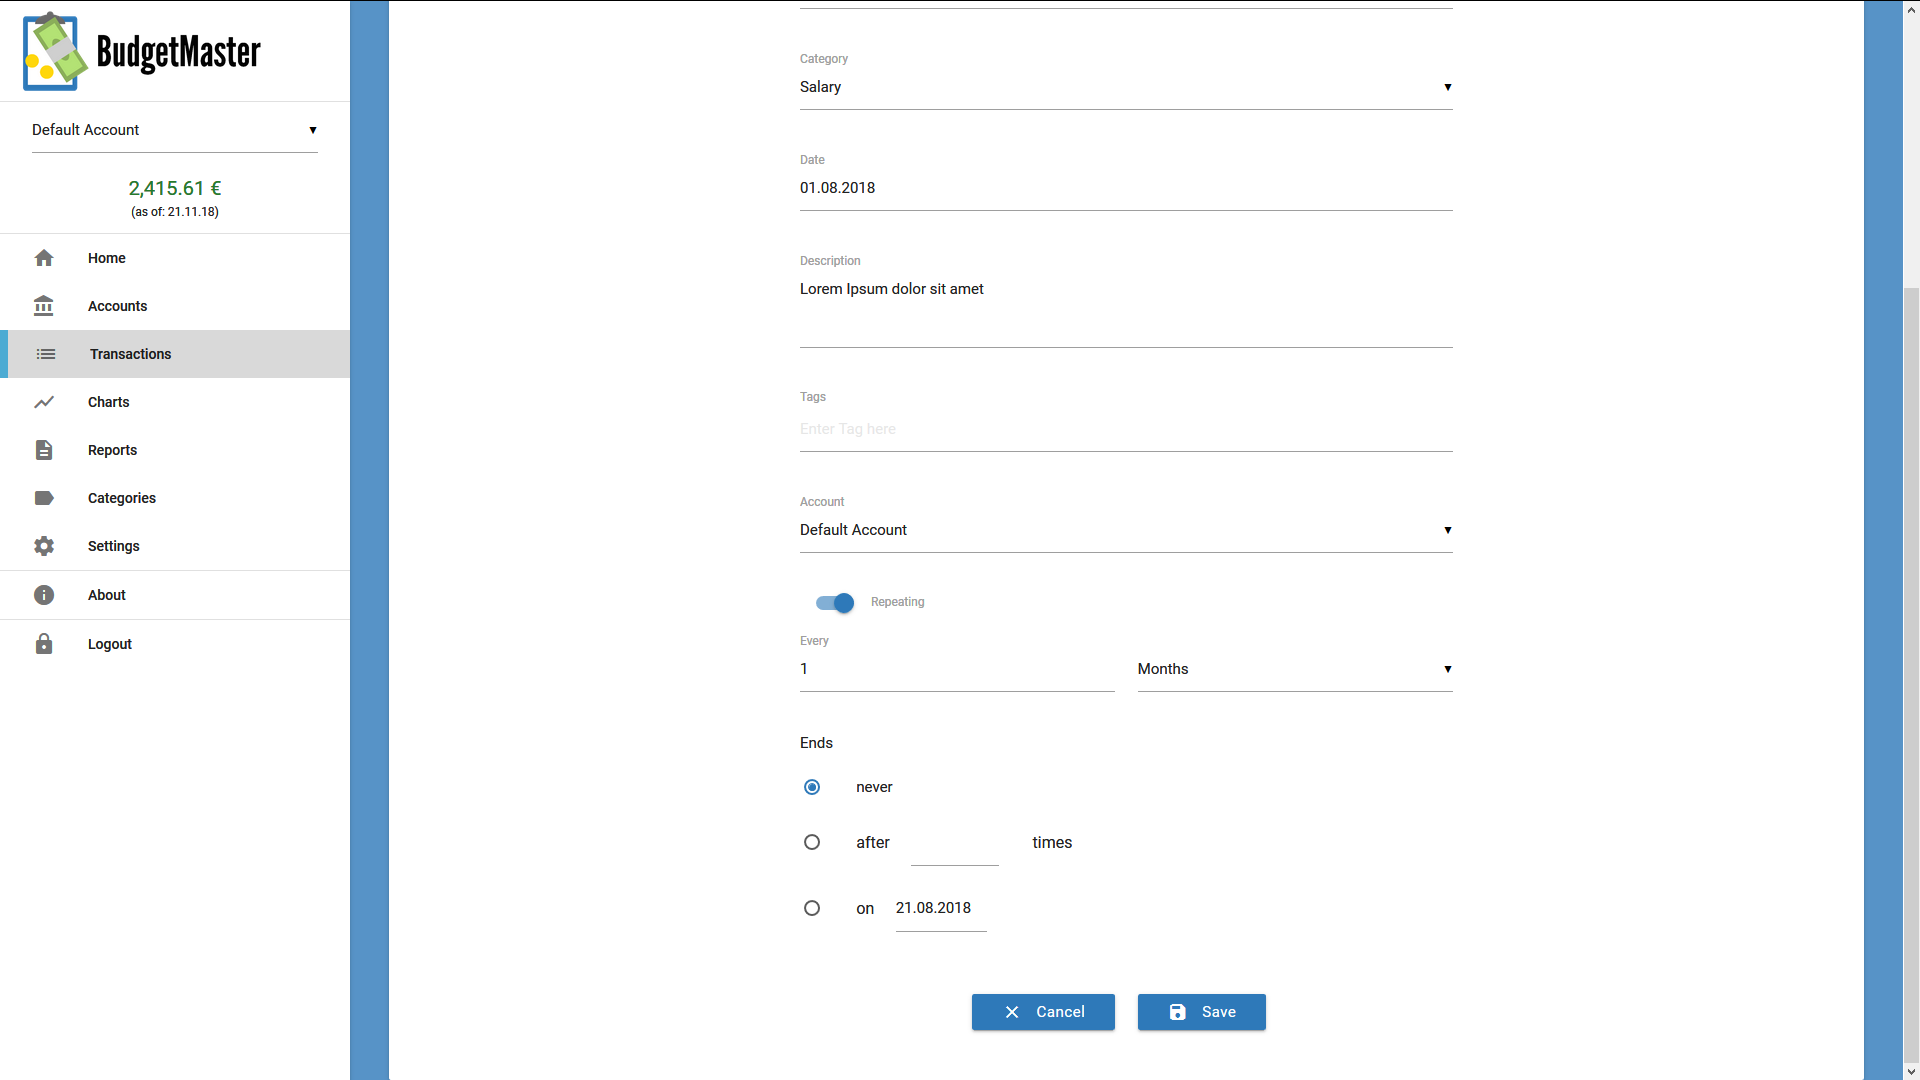 BudgetMaster
Default Account
2,415.61 €
(as of: 21.11.18)
Home
Accounts
Transactions
Charts
Reports
Categories
Settings
About
Logout
Category
Salary
Date
01.08.2018
Description
Lorem Ipsum dolor sit amet
Tags
Enter Tag here
Account
Default Account
Repeating
Every
1 Months
Ends
never
after times
on 21.08.2018
Cancel Save